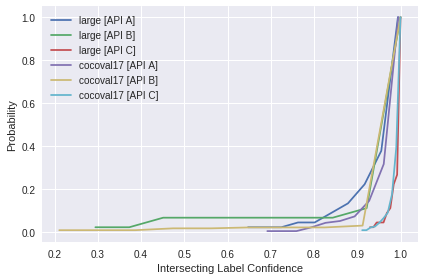 1.0
0.8
0.6
0.4
0.2
0.0
Probability
large [API A]
large [API B]
large [API C]
cocoval17 [API A]
cocoval17 [API B]
cocoval17 [API C]
0.2 0.3 0.4 0.5 0.6 0.7 0.8 0.9 1.0
Intersecting Label Confidence